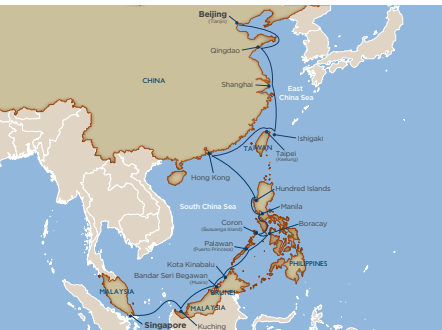 Beijing
(Tianjin)
Qingdao
CHINA
Shanghai
East
China Sea
Ishigaki
TAIWAN
Taipei
(Keelung)
Hong Kong
Hundred Islands
South China Sea
Manila
Coron
(Busuanga Island)
Boracay
Palawan
(Puerto Princesa)
Kota Kinabalu
PHILIPPINES
Bandar Seri Begawan
(Muara)
BRUNEI
MALAYSIA
MALAYSIA
Singapore
Kuching